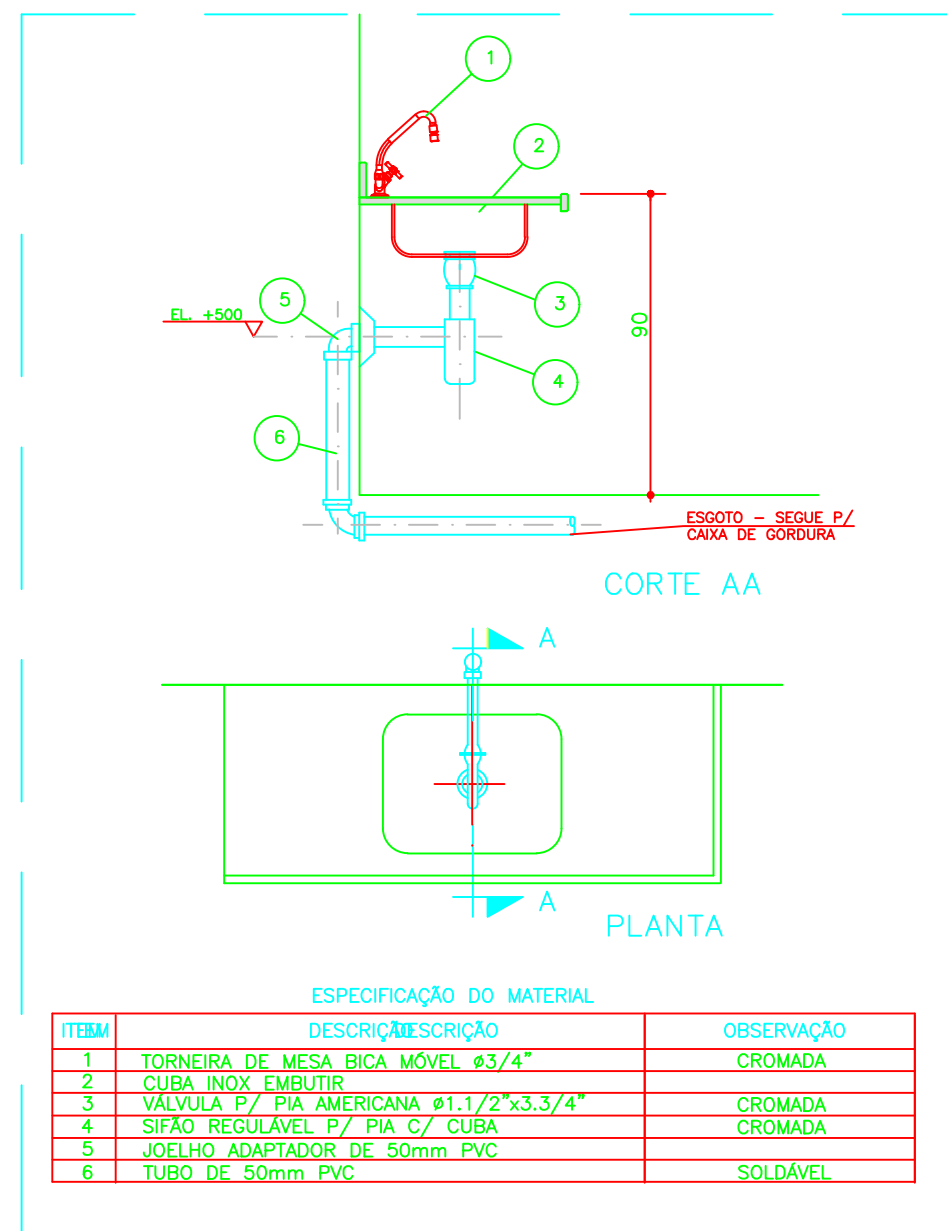 1
2
EL. +500
5
3
90
4
6
ESGOTO – SEGUE P/
CAIXA DE GORDURA
CORTE AA
A
A
PLANTA
ESPECIFICAÇÃO DO MATERIAL
ITEM DESCRIÇÃO DESCRIÇÃO OBSERVAÇÃO
1 TORNEIRA DE MESA BICA MÓVEL ø3/4" CROMADA
2 CUBA INOX EMBUTIR
3 VÁLVULA P/ PIA AMERICANA ø1.1/2"x3.3/4" CROMADA
4 SIFÃO REGULÁVEL P/ PIA C/ CUBA CROMADA
5 JOELHO ADAPTADOR DE 50mm PVC
6 TUBO DE 50mm PVC SOLDÁVEL